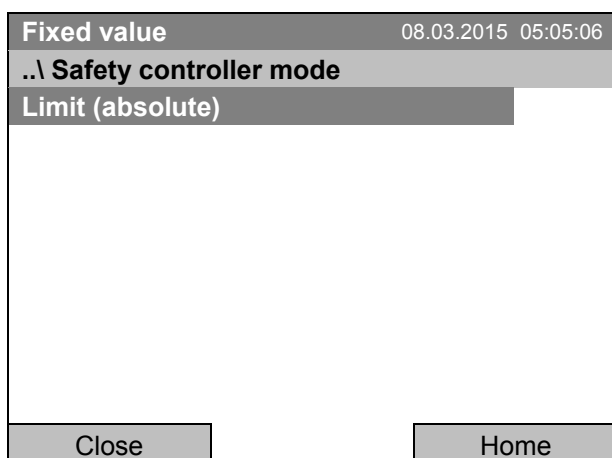 Fixed value 08.03.2015 05:05:06
..\ Safety controller mode
Limit (absolute)
Close Home